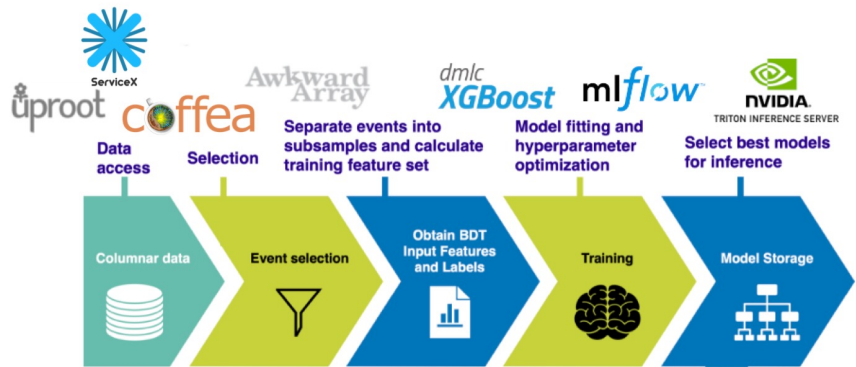 ServiceX
uproot
coffea
Awkward
Array
dmlc
XGBoost
mlflow™
NVIDIA.
TRITON INFERENCE SERVER
Data
access
Selection
Separate events into
subsamples and calculate
training feature set
Model fitting and
hyperparameter
optimization
Select best models
for inference
Columnar data
Event selection
Obtain BDT
Input Features
and Labels
Training
Model Storage